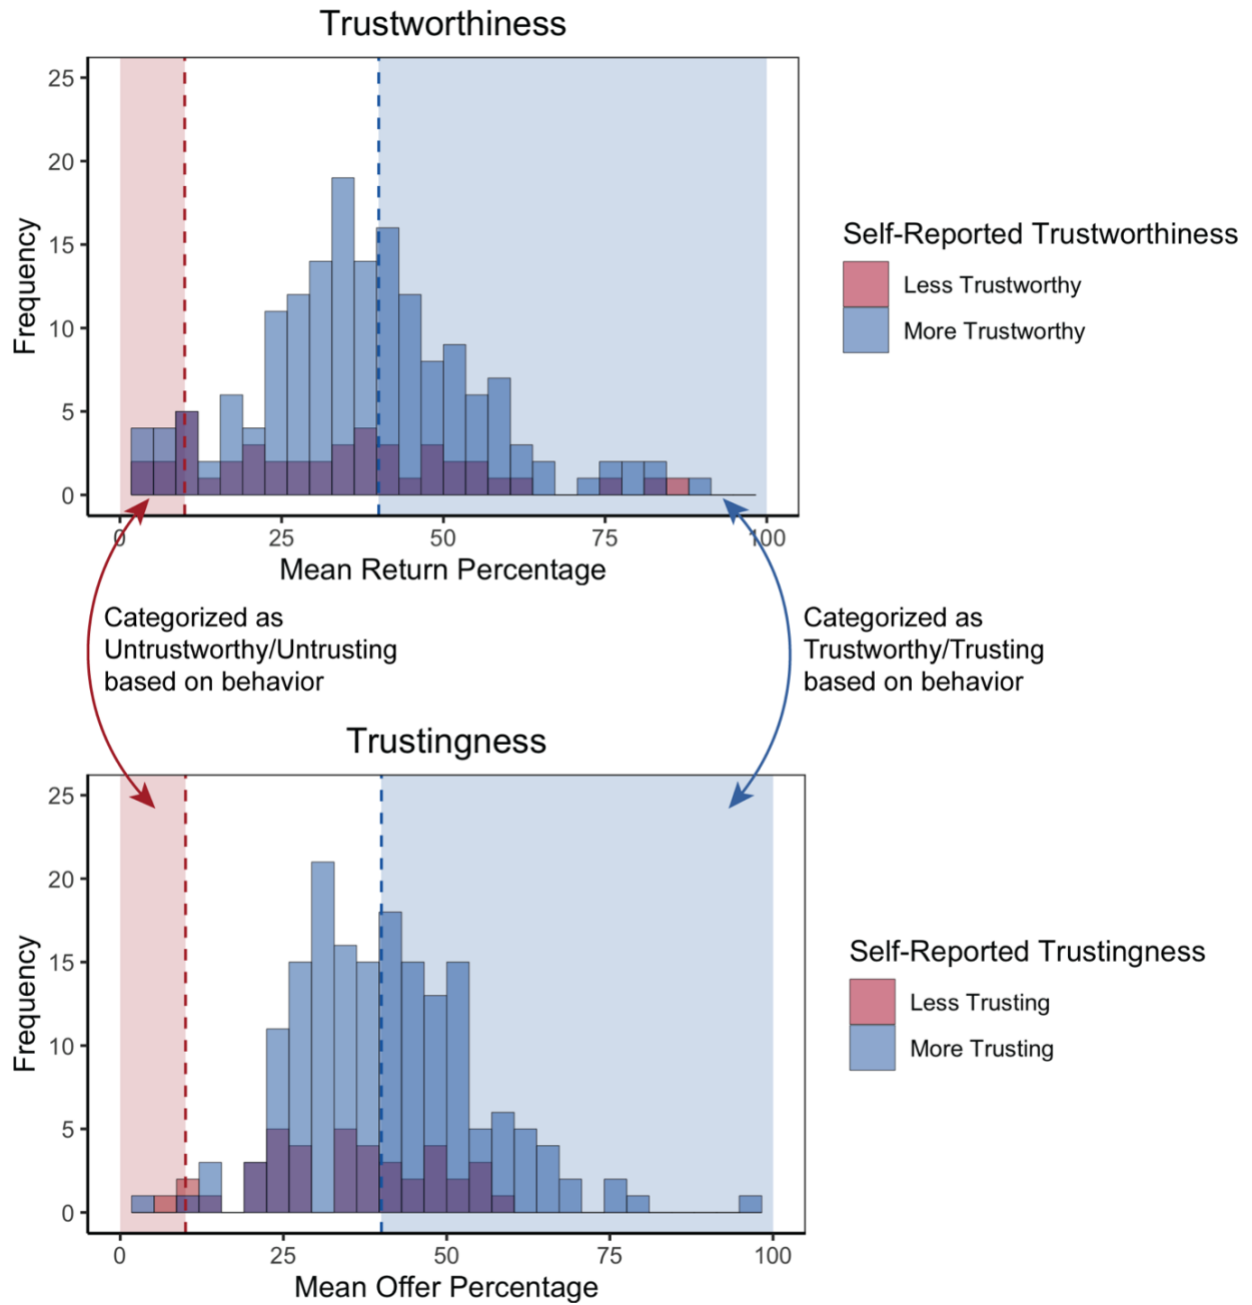 Trustworthiness
25
20
15
10
5
0
Frequency
0
25
50
75
100
Mean Return Percentage
Self-Reported Trustworthiness
Less Trustworthy
More Trustworthy
Categorized as
Untrustworthy/Untrusting
based on behavior
Categorized as
Trustworthy/Trusting
based on behavior
Trustingness
25
20
15
10
5
0
Frequency
0
25
50
75
100
Mean Offer Percentage
Self-Reported Trustingness
Less Trusting
More Trusting